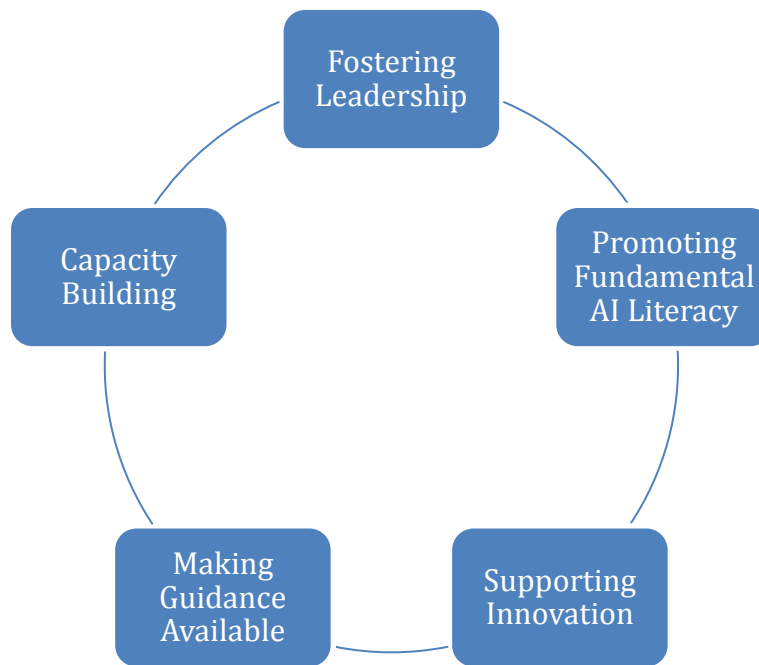 Fostering
Leadership
Promoting
Fundamental
AI Literacy
Supporting
Innovation
Making
Guidance
Available
Capacity
Building